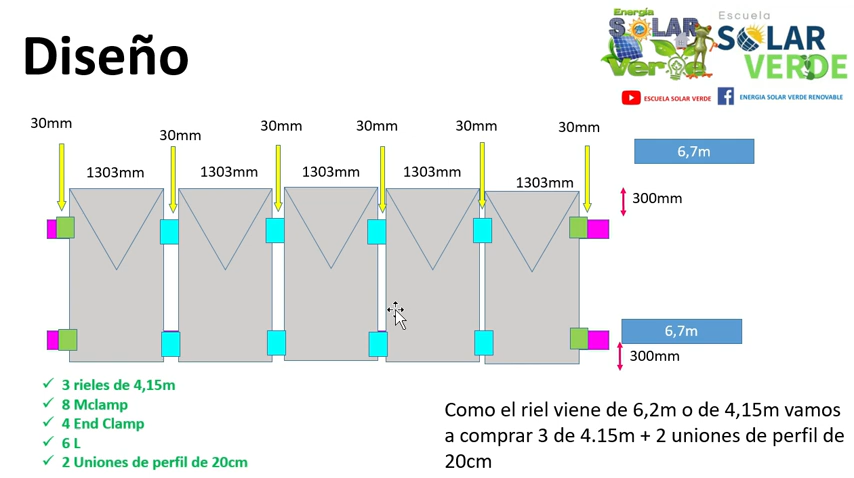 Diseño
Energía
SOLAR
Verde
Escuela
SOLAR
VERDE
ESCUELA SOLAR VERDE
ENERGIA SOLAR VERDE RENOVABLE
30mm
30mm
30mm
30mm
30mm
30mm
6,7m
1303mm
1303mm
1303mm
1303mm
1303mm
300mm
6,7m
300mm
✓ 3 rieles de 4,15m
✓ 8 Mclamp
✓ 4 End Clamp
✓ 6 L
✓ 2 Uniones de perfil de 20cm
Como el riel viene de 6,2m o de 4,15m vamos
a comprar 3 de 4.15m + 2 uniones de perfil de
20cm